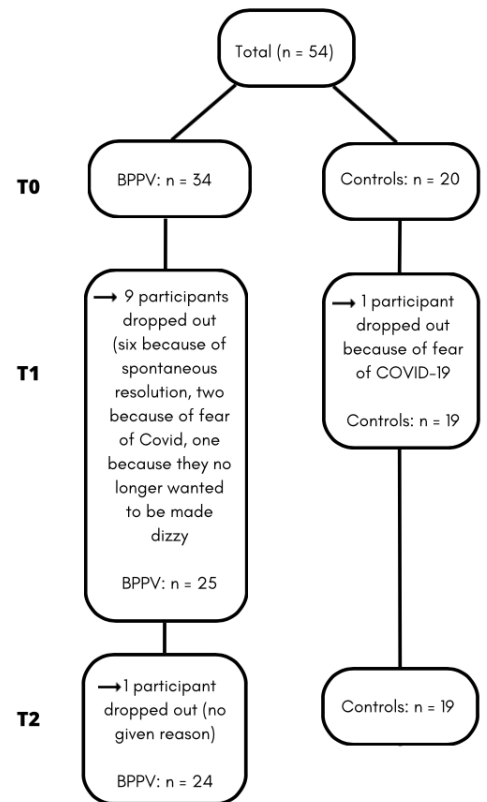 Total (n = 54)
T0
BPPV: n = 34
Controls: n = 20
T1
→ 9 participants
dropped out
(six because of
spontaneous
resolution, two
because of fear
of Covid, one
because they no
longer wanted
to be made
dizzy
BPPV: n = 25
→ 1 participant
dropped out
because of fear
of COVID-19
Controls: n = 19
T2
→1 participant
dropped out (no
given reason)
BPPV: n = 24
Controls: n = 19